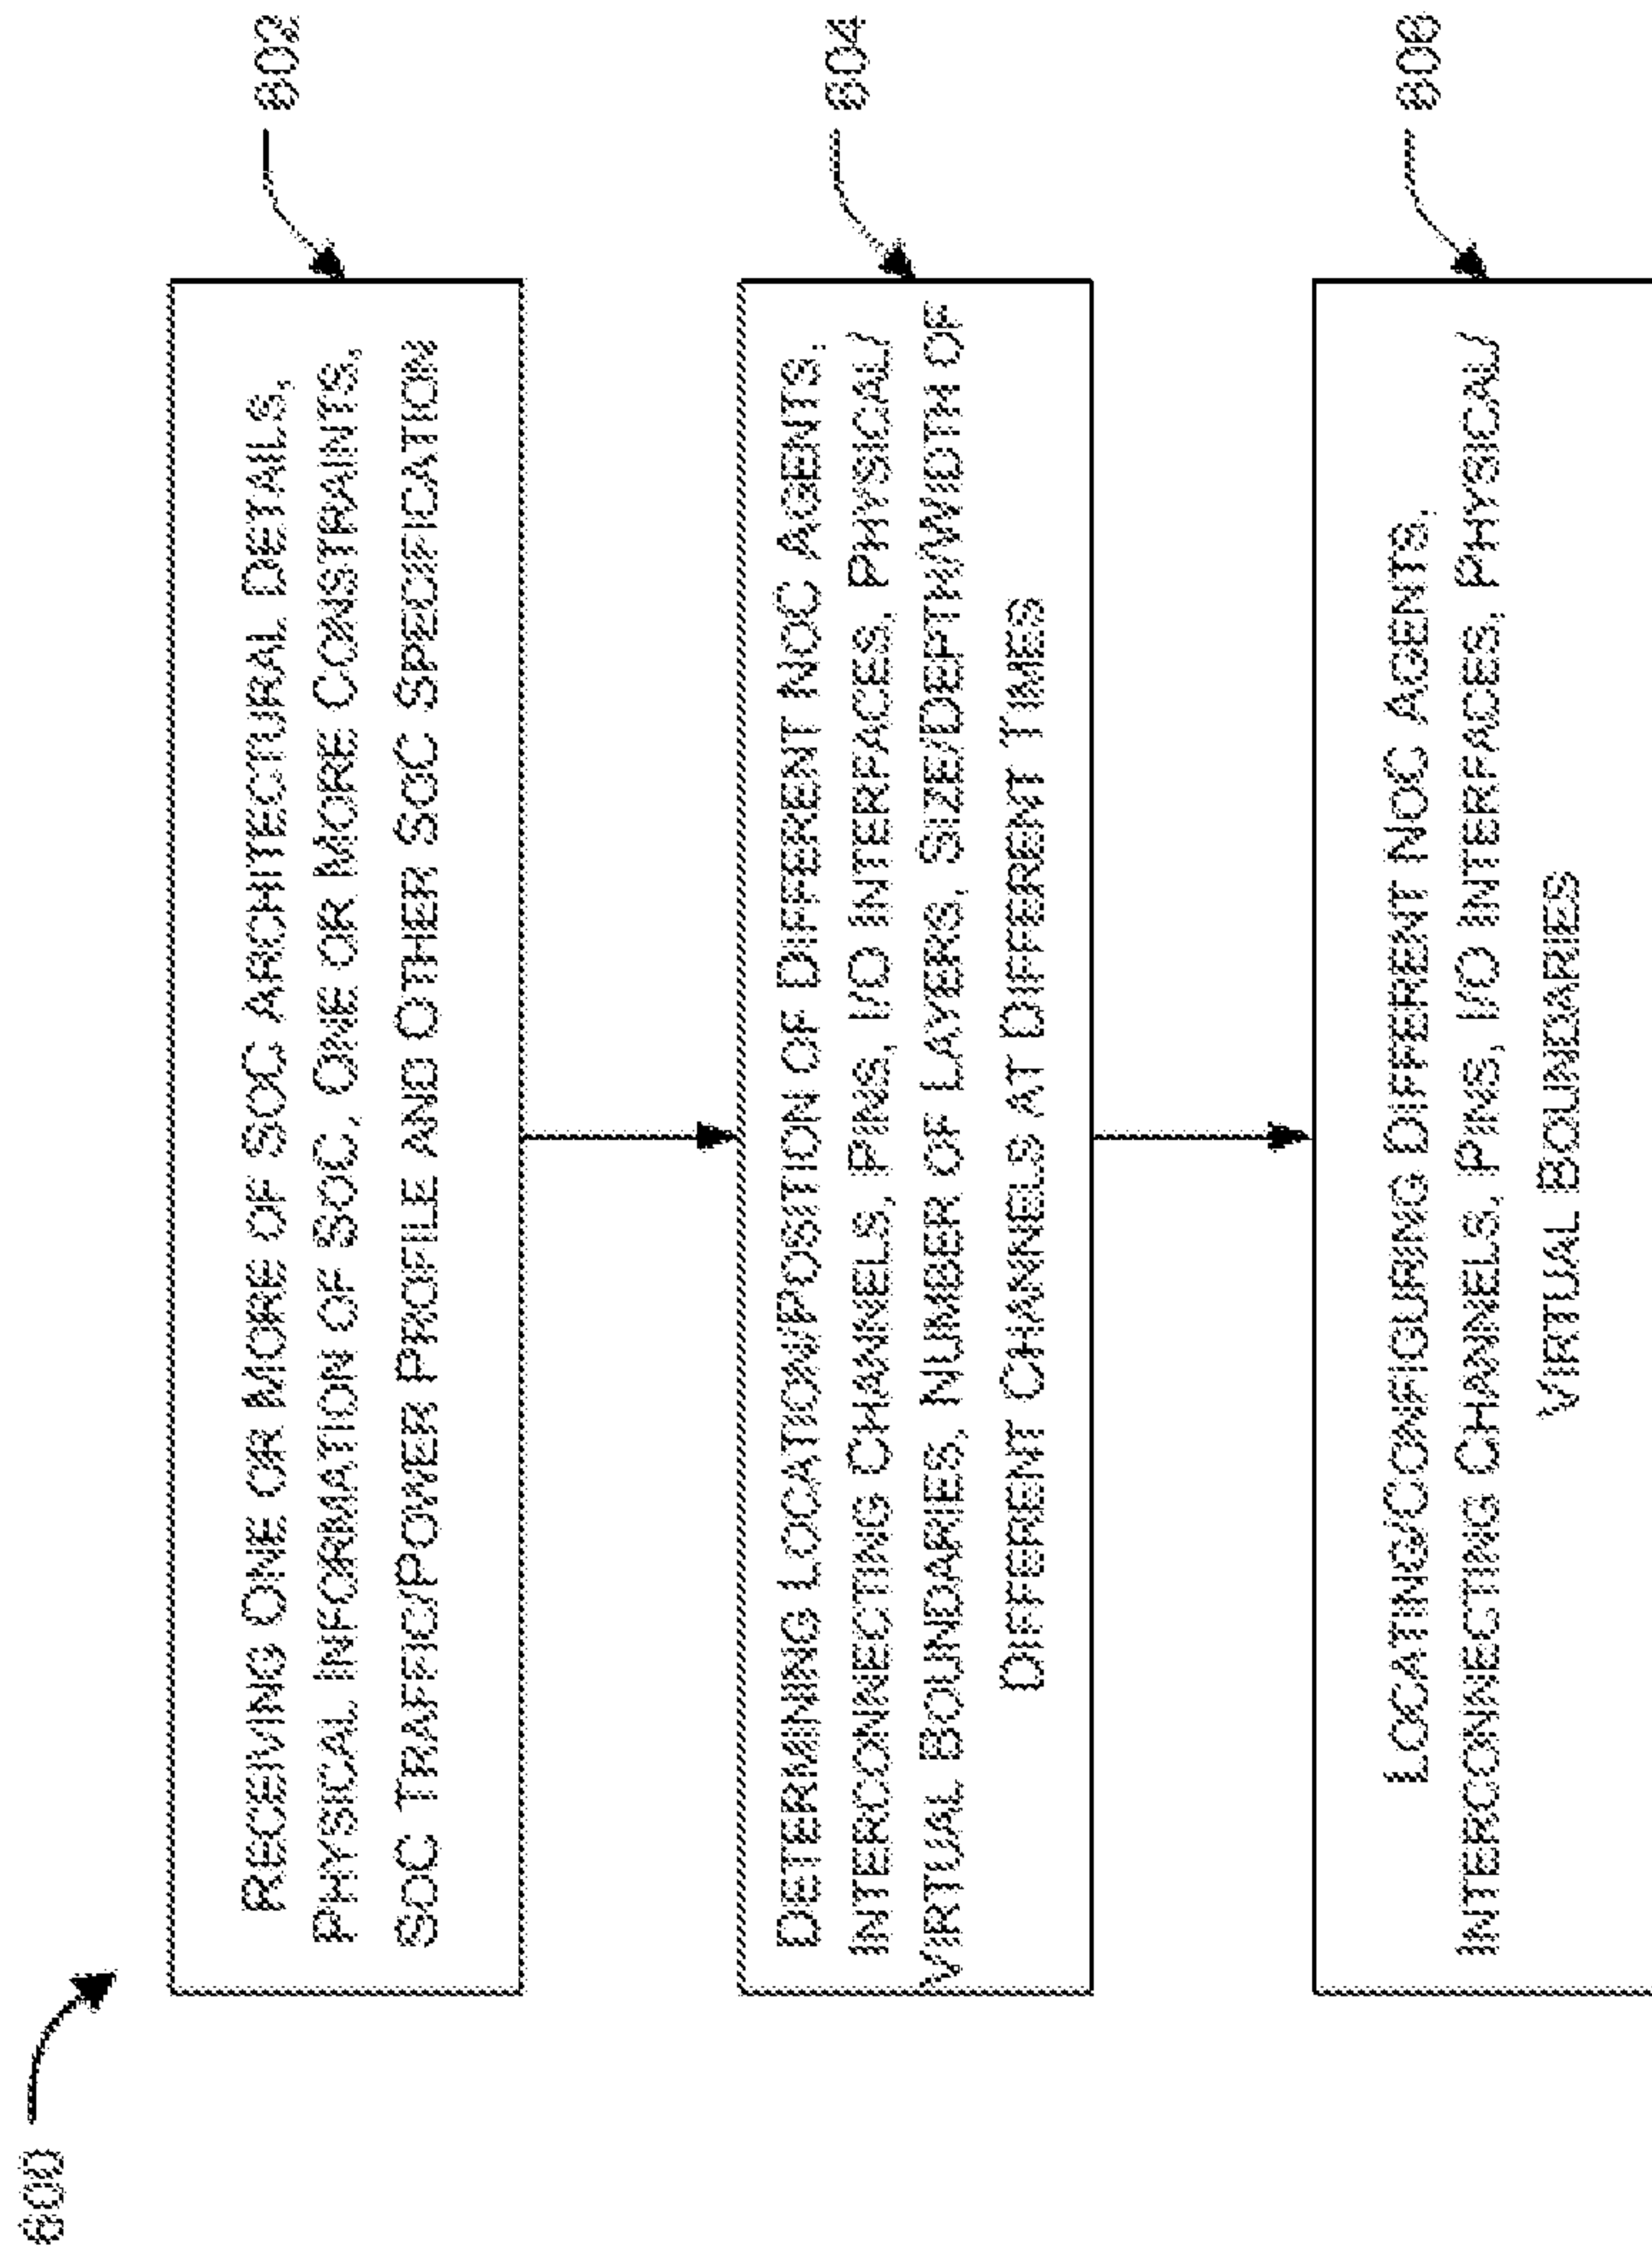 600
602
Receiving One or More of SoC Architectural Details,
Physical Information of SoC, One or More Constraints,
SoC Traffic/Power Profile and Other SoC Specification
604
Determining Location/Position of Different NoC Agents,
Interconnecting Channels, Pins, I/O Interfaces, Physical/
Virtual Boundaries, Number of Layers, Size/Depth/Width of
Different Channels at Different Times
606
Locating/Configuring Different NoC Agents,
Interconnecting Channels, Pins, I/O Interfaces, Physical/
Virtual Boundaries